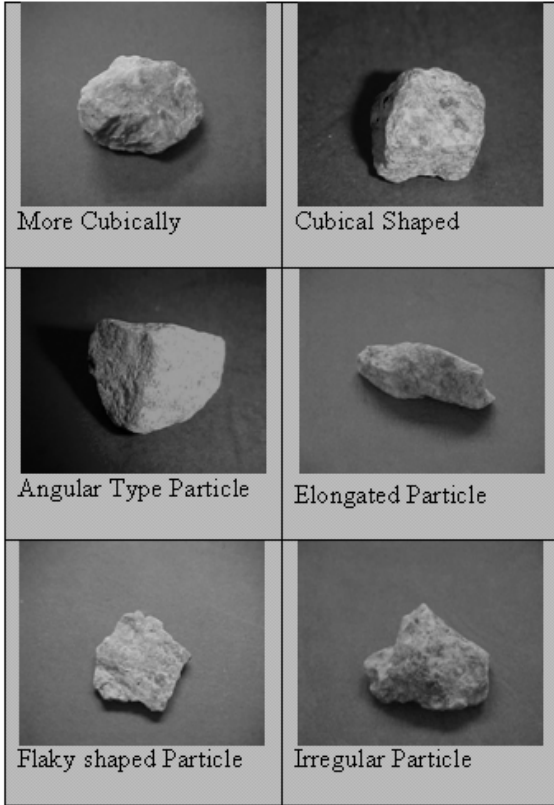 More Cubically
Cubical Shaped
Angular Type Particle
Elongated Particle
Flaky shaped Particle
Irregular Particle